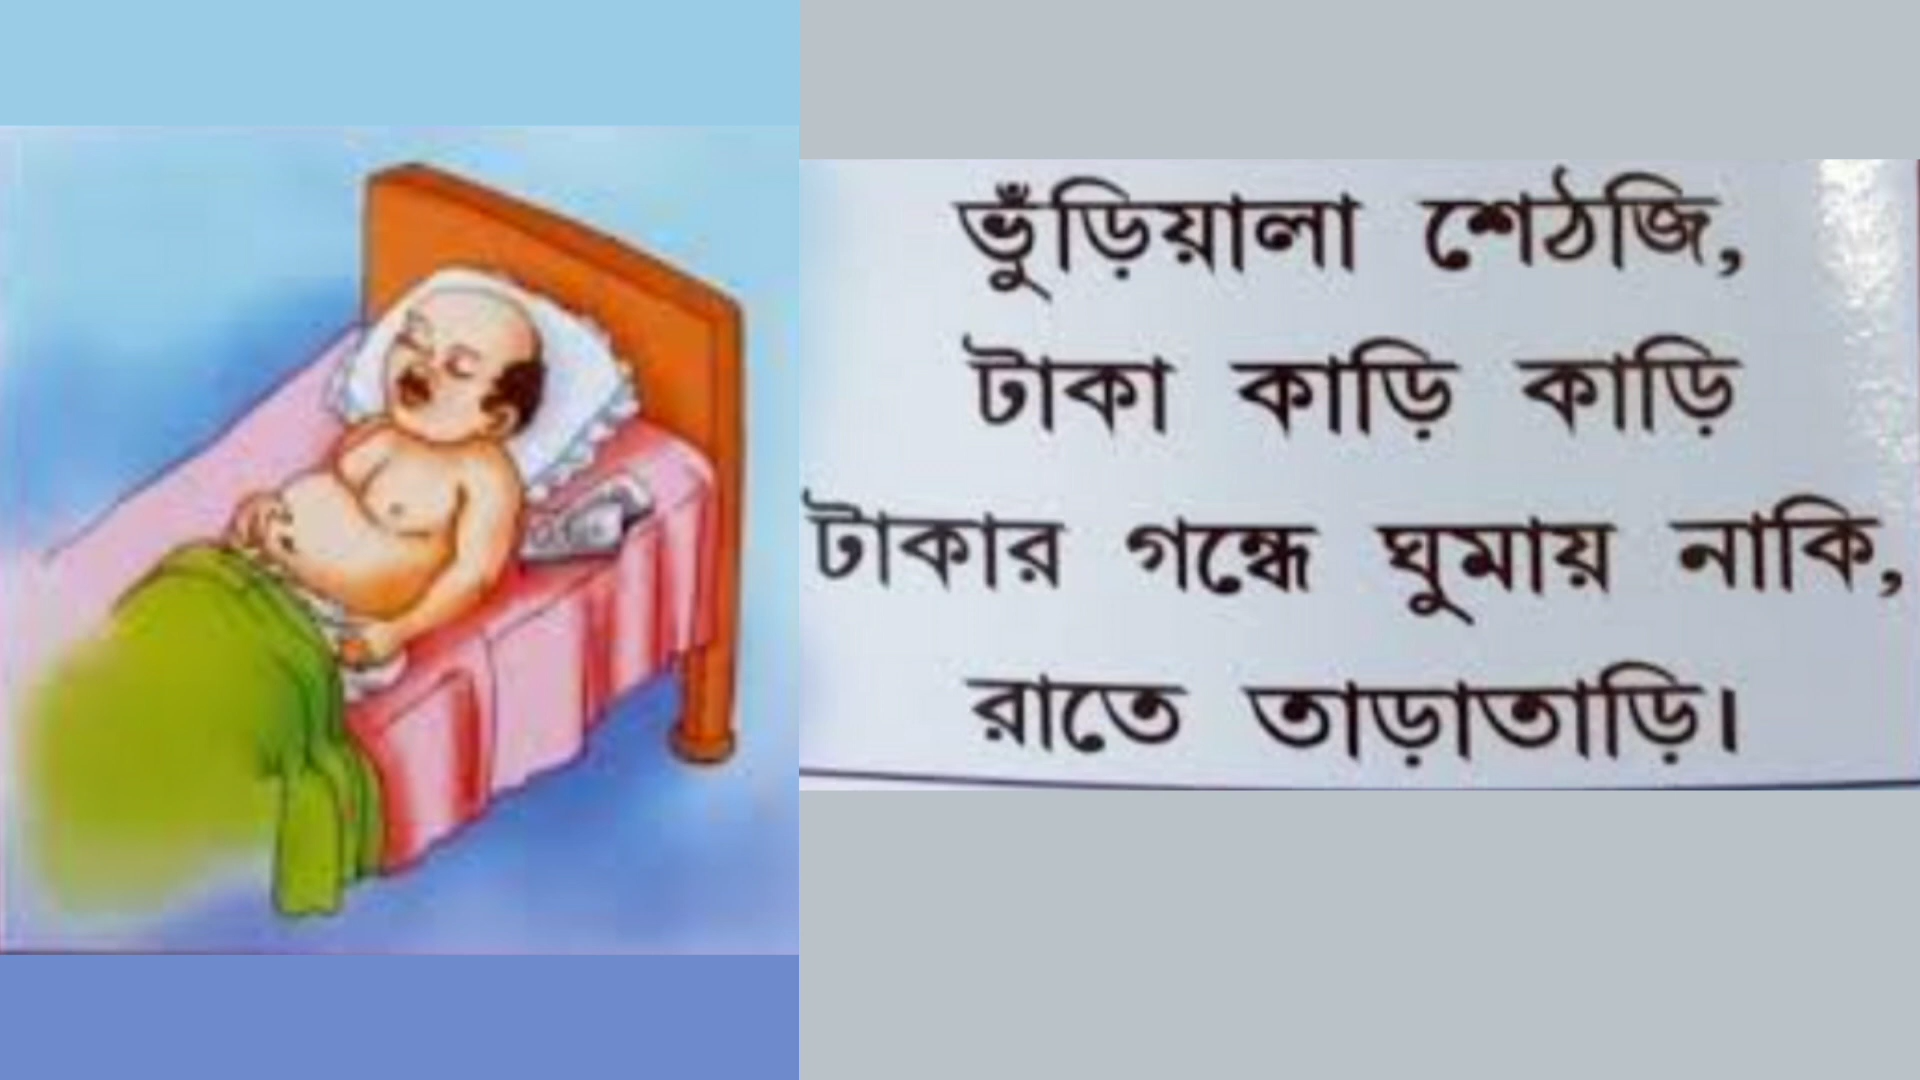 ভুঁড়িয়ালা শেঠজি,
টাকা কাড়ি কাড়ি
টাকার গন্ধে ঘুমায় নাকি,
রাতে তাড়াতাড়ি।